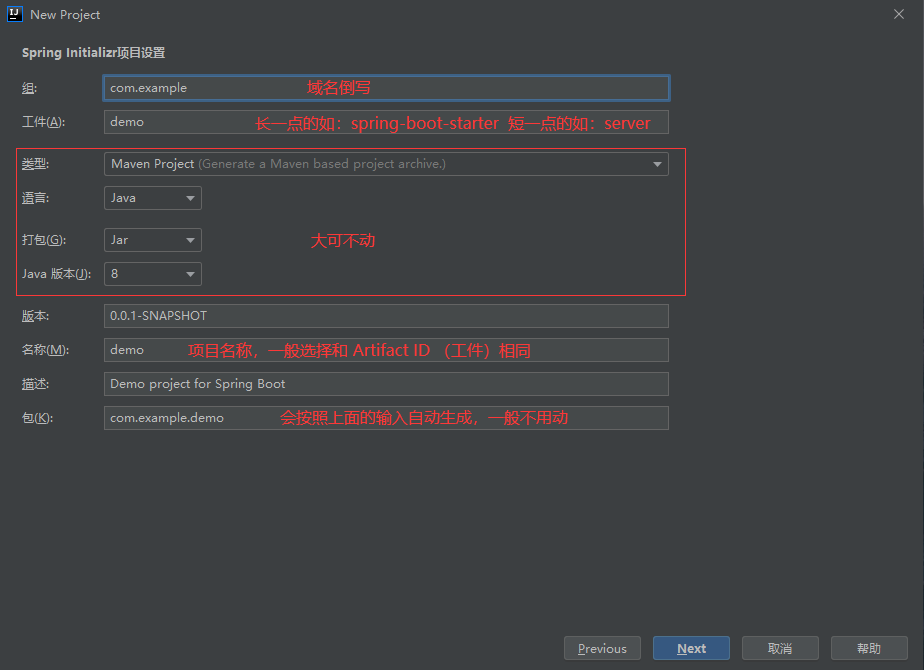 New Project
Spring Initializr项目设置
组: com.example 域名倒写
工件(A): demo 长一点的如：spring-boot-starter 短一点的如：server
类型: Maven Project (Generate a Maven based project archive.)
语言: Java
打包(G): Jar 大可不动
Java 版本(J): 8
版本: 0.0.1-SNAPSHOT
名称(M): demo 项目名称，一般选择和 Artifact ID （工件）相同
描述: Demo project for Spring Boot
包(K): com.example.demo 会按照上面的输入自动生成，一般不用动
Previous Next 取消 帮助